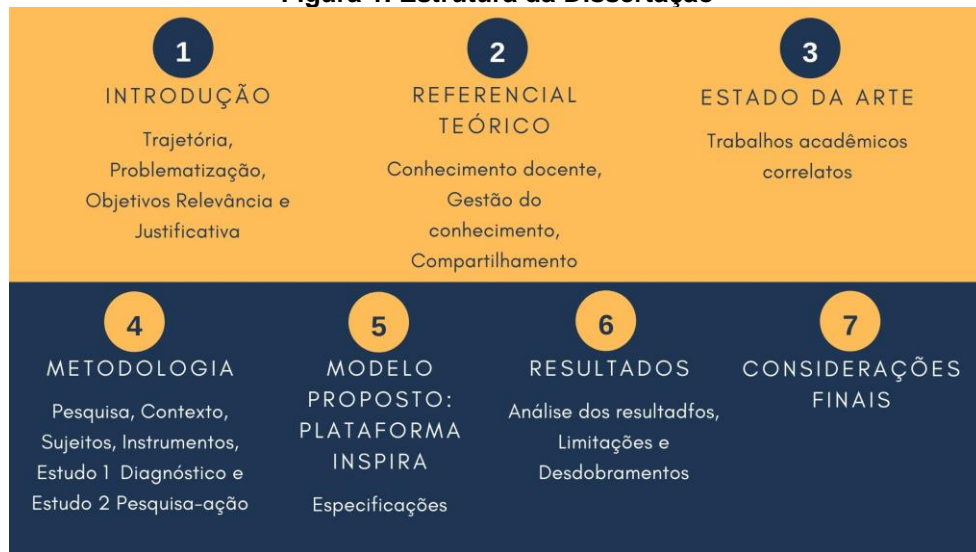 Figura 1: Estrutura da Dissertação
1
INTRODUÇÃO
Trajetória,
Problematização,
Objetivos Relevância e
Justificativa
2
REFERENCIAL
TEÓRICO
Conhecimento docente,
Gestão do
conhecimento,
Compartilhamento
3
ESTADO DA ARTE
Trabalhos acadêmicos
correlatos
4
METODOLOGIA
Pesquisa, Contexto,
Sujeitos, Instrumentos,
Estudo 1 Diagnóstico e
Estudo 2 Pesquisa-ação
5
MODELO
PROPOSTO:
PLATAFORMA
INSPIRA
Especificações
6
RESULTADOS
Análise dos resultadfos,
Limitações e
Desdobramentos
7
CONSIDERAÇÕES
FINAIS